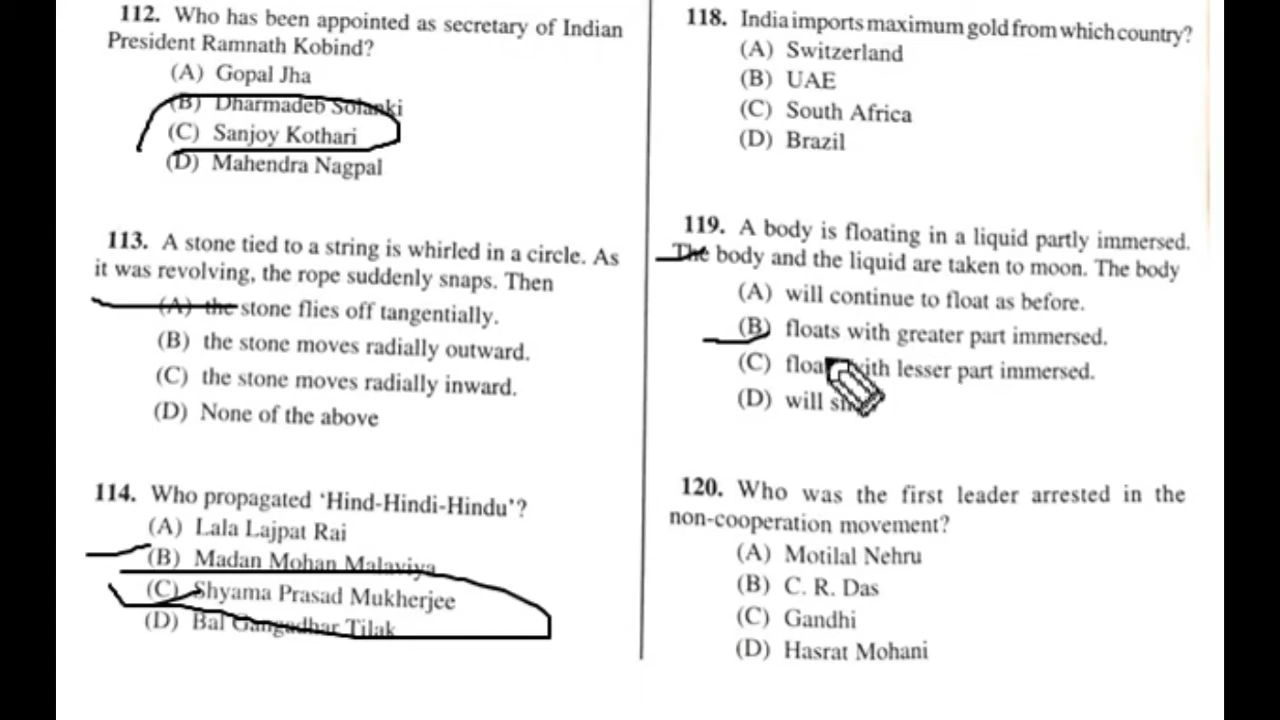 112. Who has been appointed as secretary of Indian
President Ramnath Kobind?
(A) Gopal Jha
(B) Dharmadeb Solanki
(C) Sanjoy Kothari
(D) Mahendra Nagpal
113. A stone tied to a string is whirled in a circle. As
it was revolving, the rope suddenly snaps. Then
(A) the stone flies off tangentially.
(B) the stone moves radially outward.
(C) the stone moves radially inward.
(D) None of the above
114. Who propagated ‘Hind-Hindi-Hindu’?
(A) Lala Lajpat Rai
(B) Madan Mohan Malaviya
(C) Shyama Prasad Mukherjee
(D) Bal Gangadhar Tilak
118. India imports maximum gold from which country?
(A) Switzerland
(B) UAE
(C) South Africa
(D) Brazil
119. A body is floating in a liquid partly immersed.
The body and the liquid are taken to moon. The body
(A) will continue to float as before.
(B) floats with greater part immersed.
(C) with lesser part immersed.
(D) will
120. Who was the first leader arrested in the
non-cooperation movement?
(A) Motilal Nehru
(B) C. R. Das
(C) Gandhi
(D) Hasrat Mohani